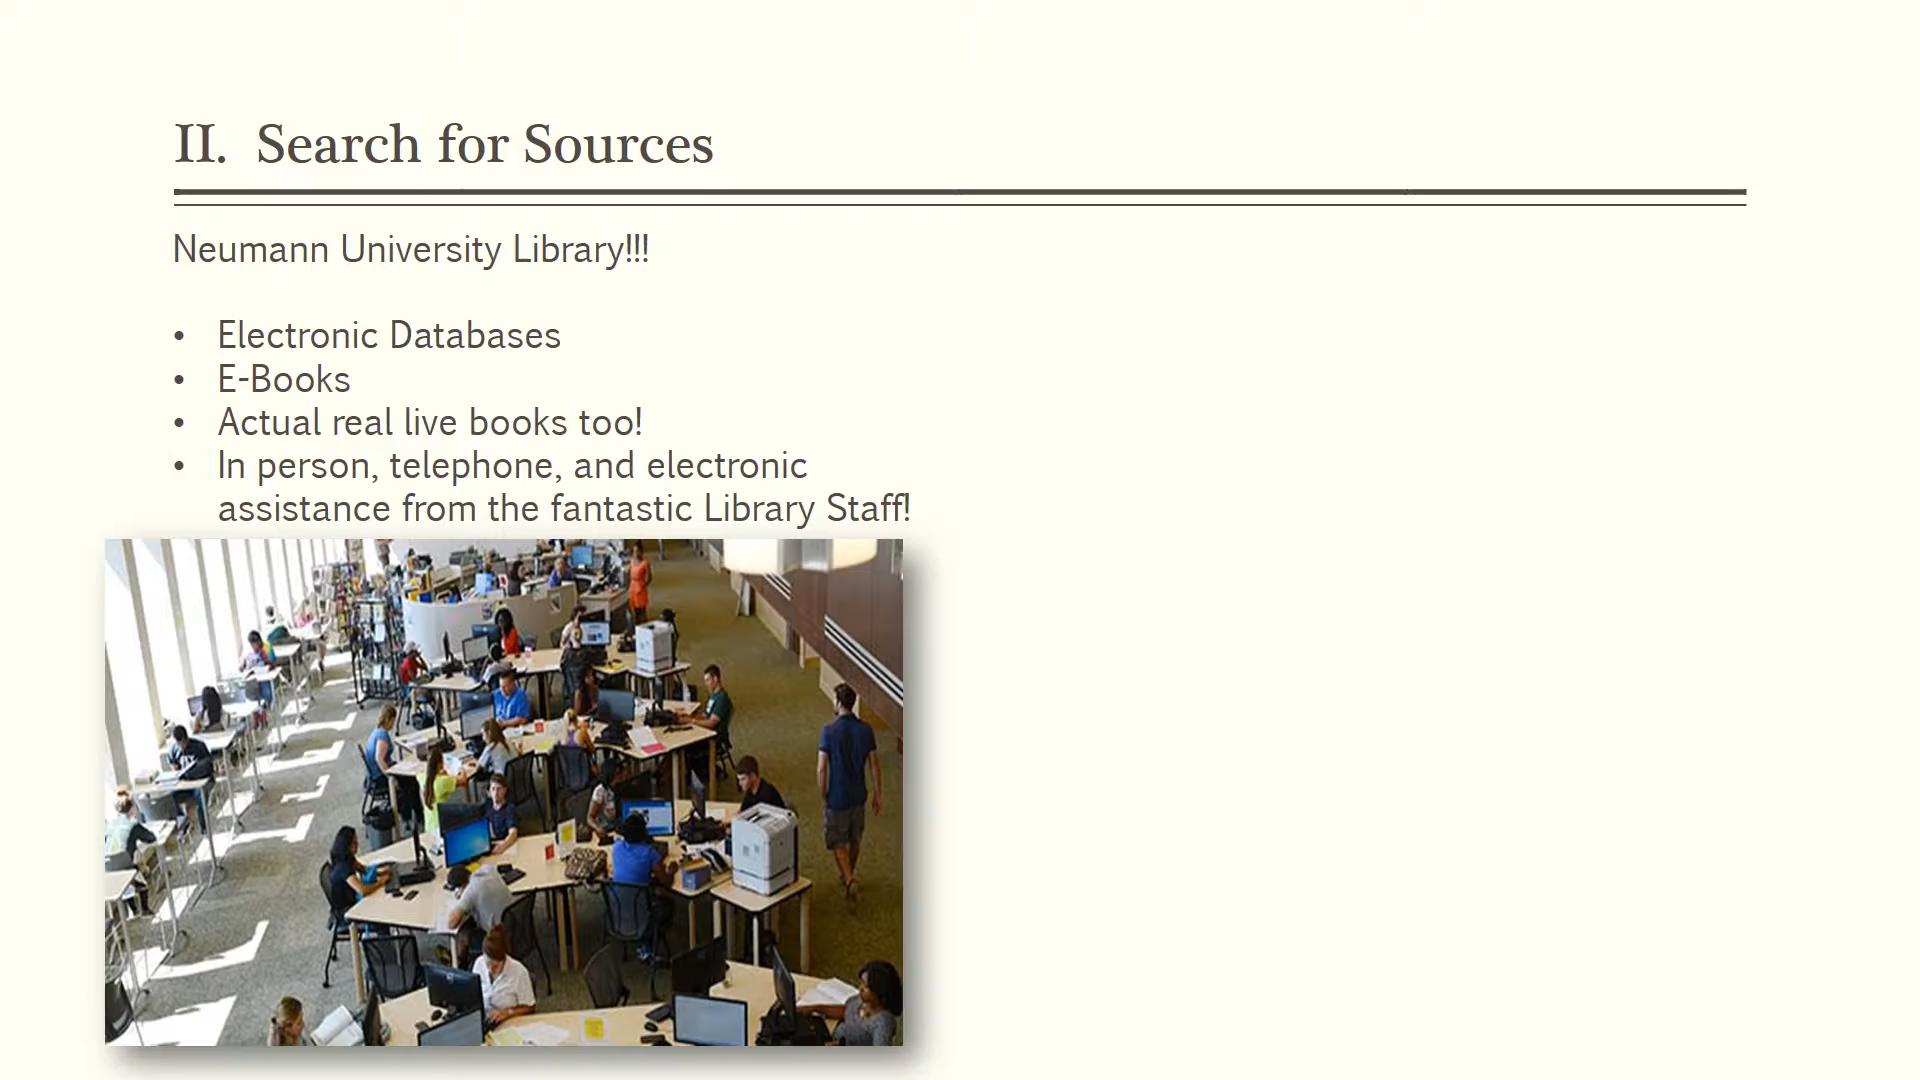 II. Search for Sources
Neumann University Library!!!
• Electronic Databases
• E-Books
• Actual real live books too!
• In person, telephone, and electronic
assistance from the fantastic Library Staff!